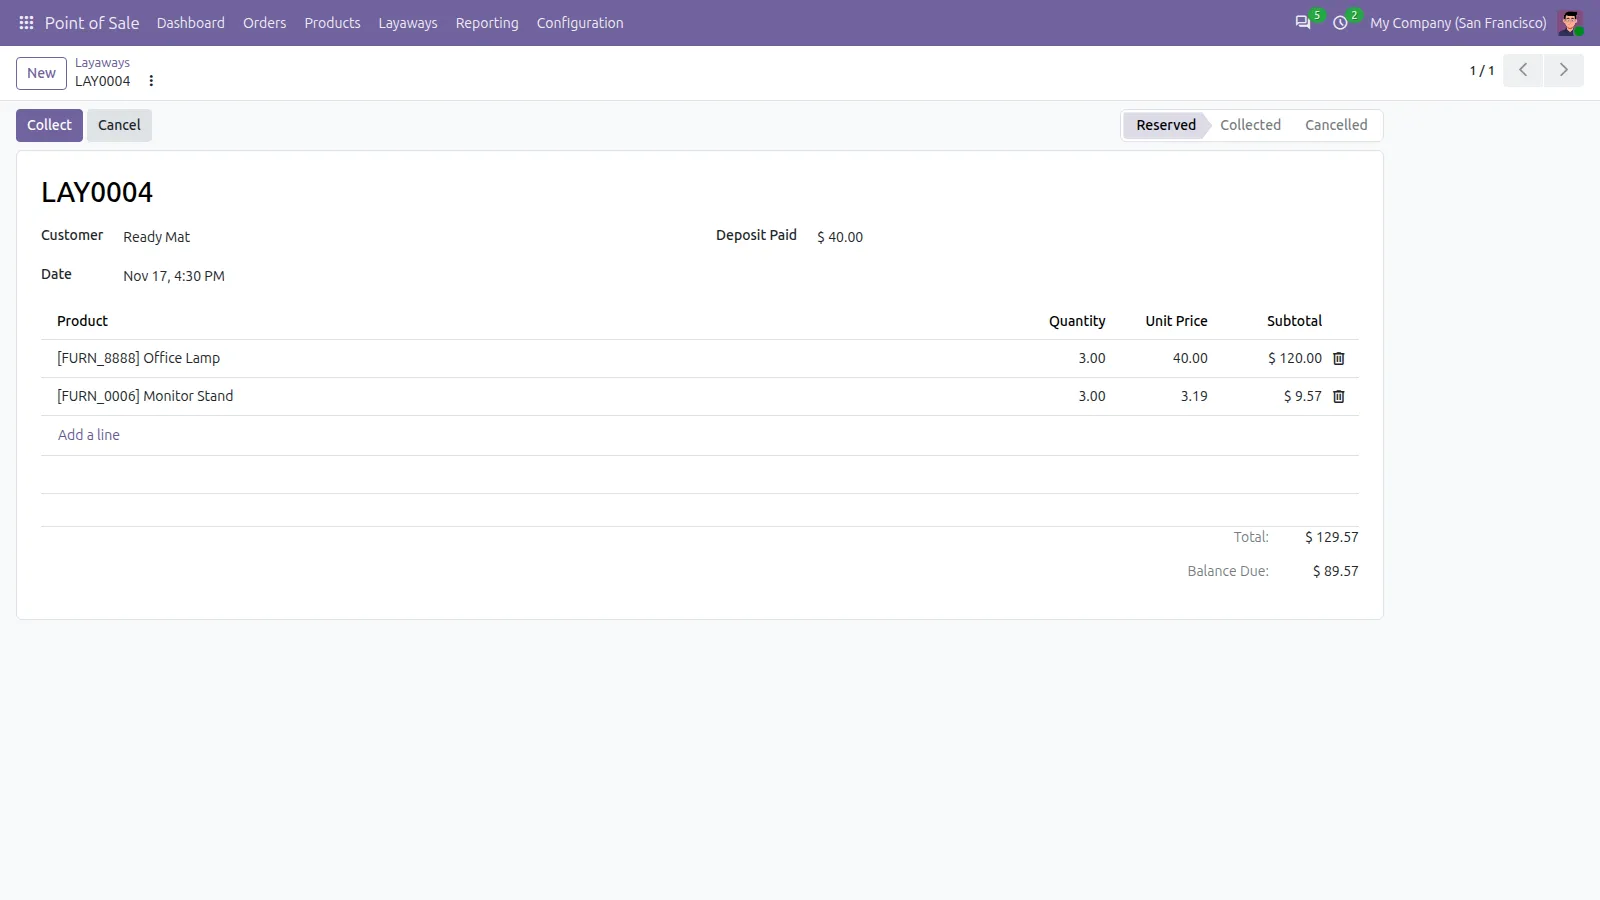 Point of Sale Dashboard Orders Products Layaways Reporting Configuration 5 2 My Company (San Francisco)
New Layaways
LAY0004
1 / 1
Collect Cancel Reserved Collected Cancelled
LAY0004
Customer Ready Mat Deposit Paid $ 40.00
Date Nov 17, 4:30 PM
Product Quantity Unit Price Subtotal
[FURN_8888] Office Lamp 3.00 40.00 $ 120.00
[FURN_0006] Monitor Stand 3.00 3.19 $ 9.57
Add a line
Total: $ 129.57
Balance Due: $ 89.57